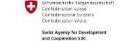 Schweizerische Eidgenossenschaft
Confédération suisse
Confederazione Svizzera
Confederaziun svizra
Swiss Agency for Development
and Cooperation SDC